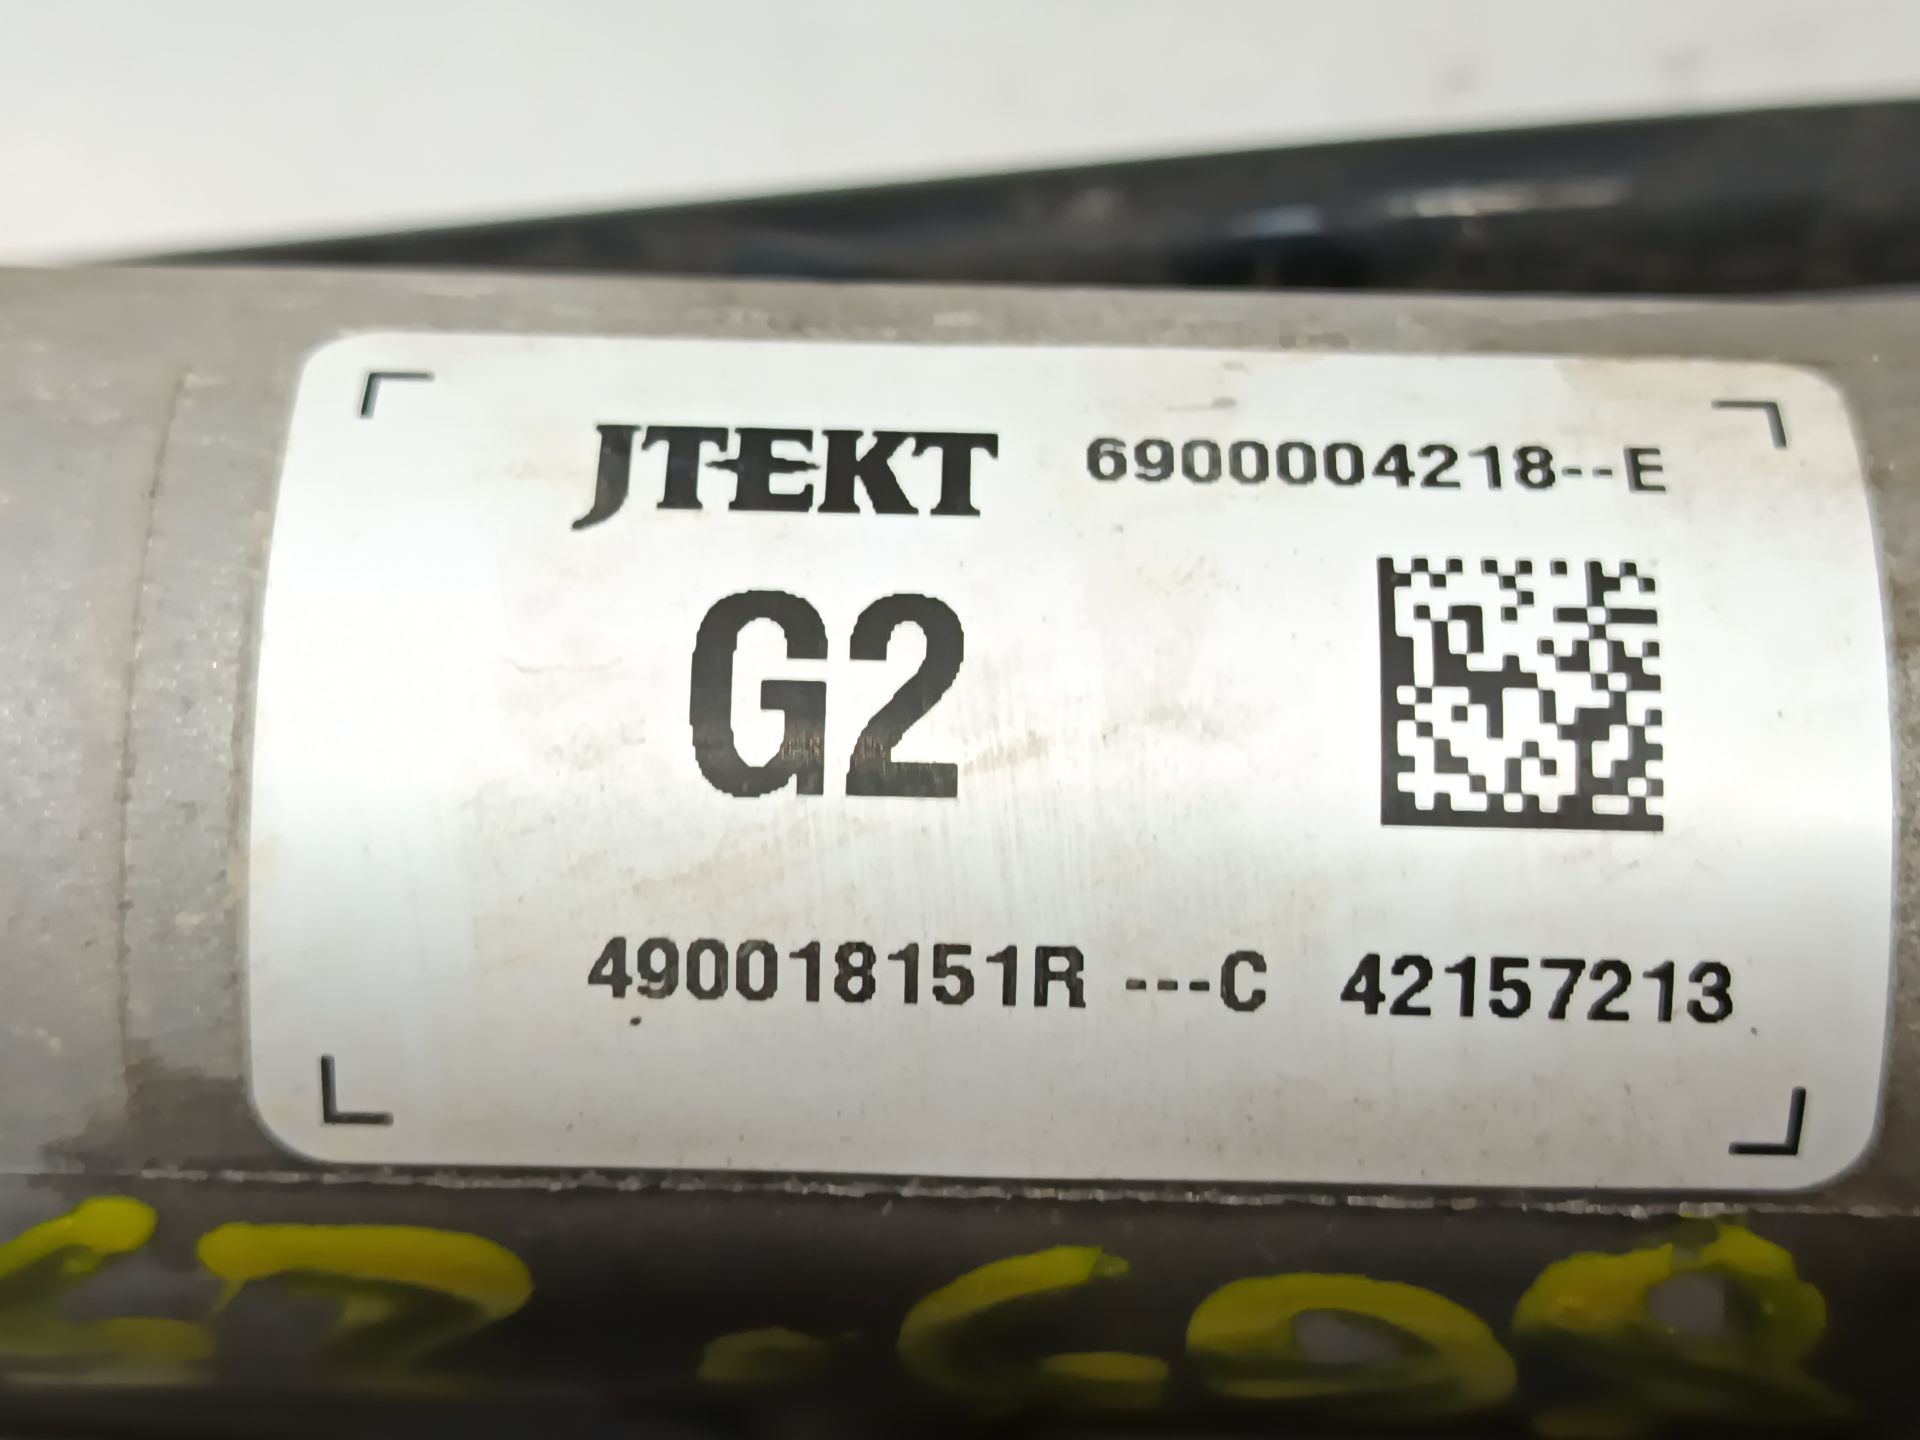 JTEKT 6900004218--E
G2
490018151R ---C 42157213